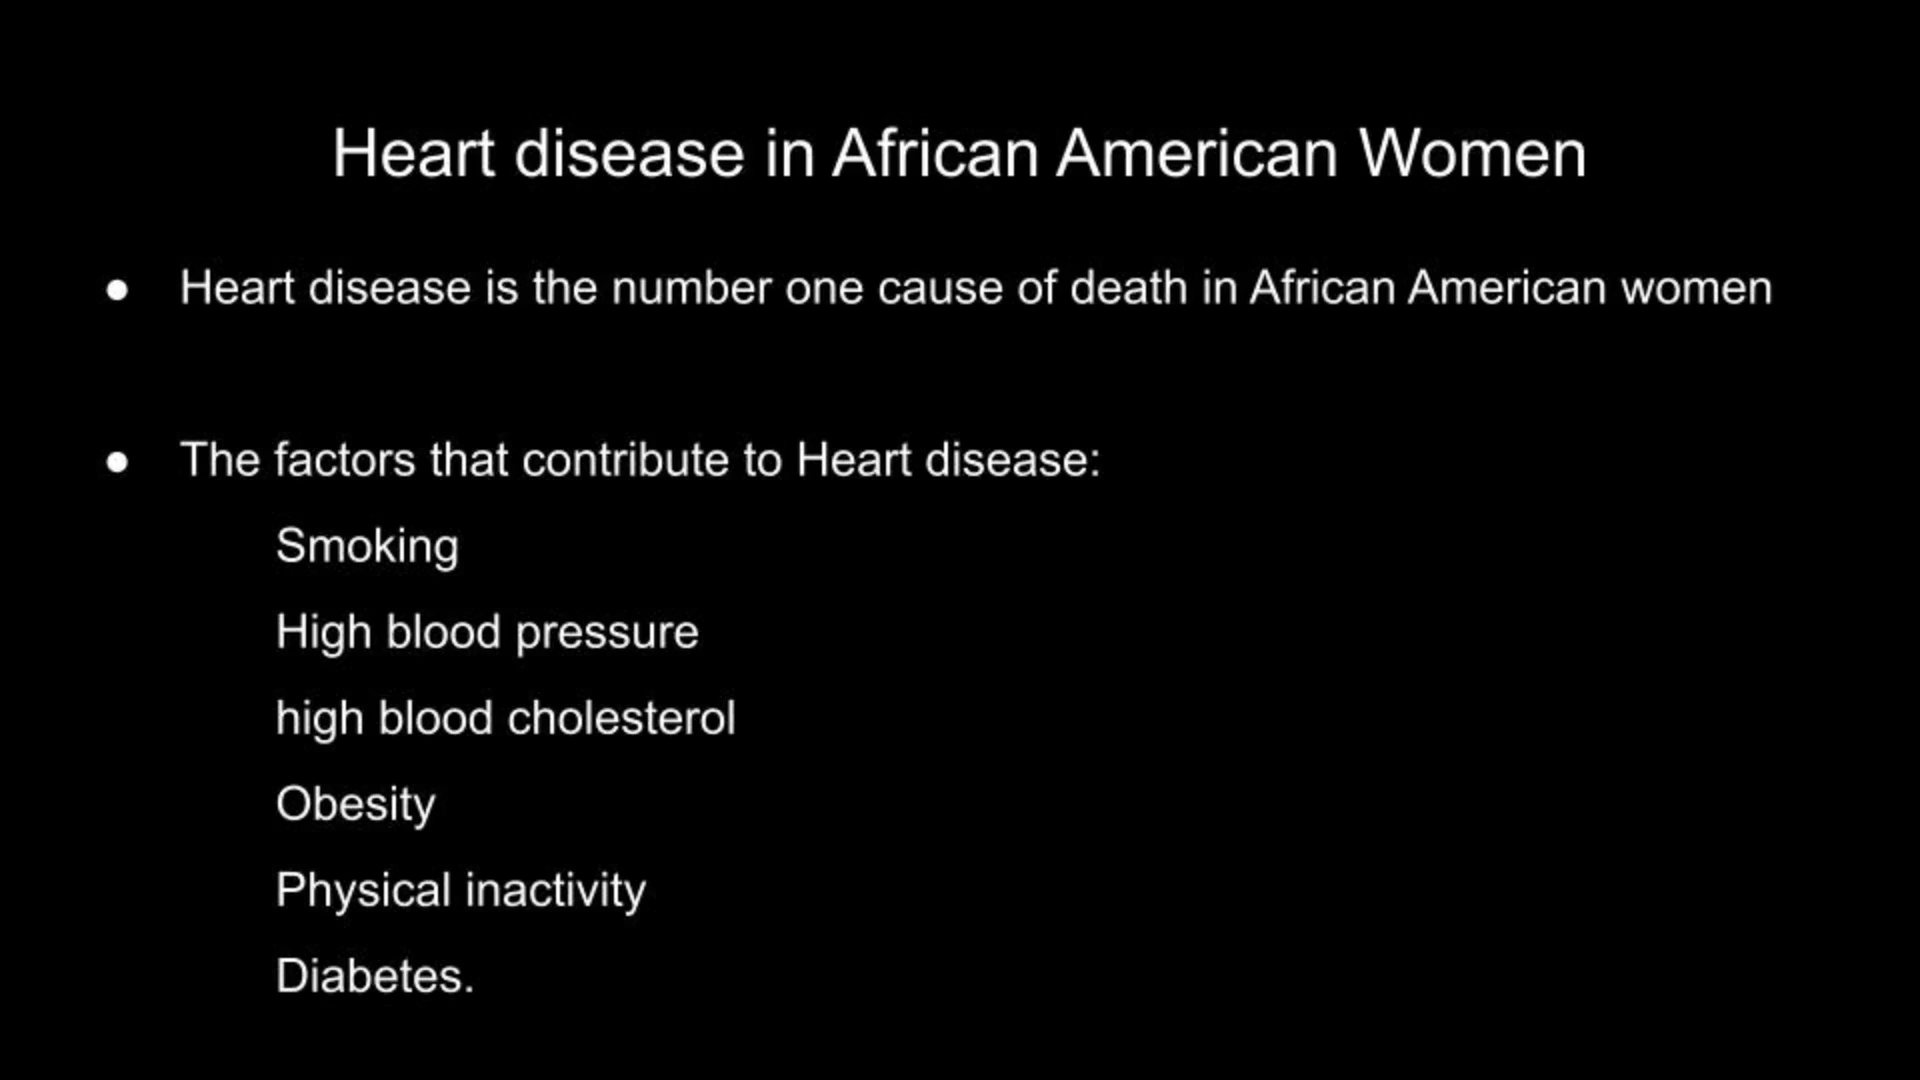 Heart disease in African American Women
● Heart disease is the number one cause of death in African American women
● The factors that contribute to Heart disease:
Smoking
High blood pressure
high blood cholesterol
Obesity
Physical inactivity
Diabetes.